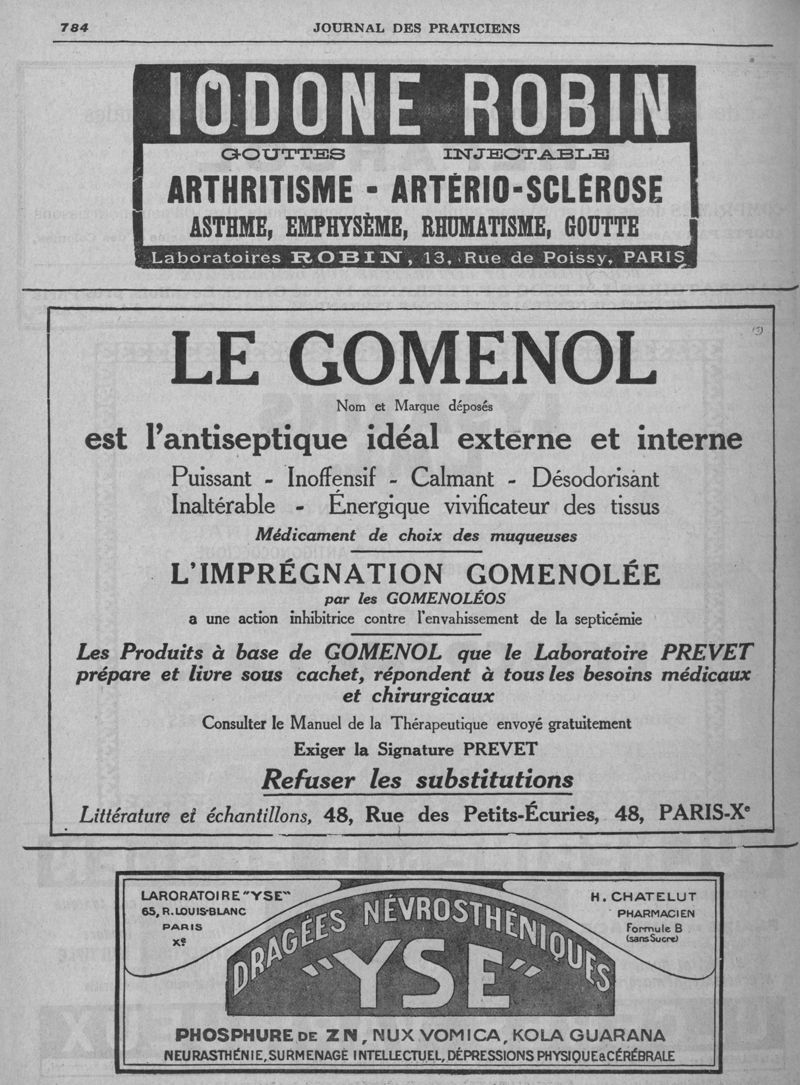 784
JOURNAL DES PRATICIENS
IODONE ROBIN
GOUTTES INJECTABLE
ARTHRITISME - ARTÉRIO-SCLÉROSE
ASTHME, EMPHYSÈME, RHUMATISME, GOUTTE
Laboratoires ROBIN, 13, Rue de Poissy, PARIS
LE GOMENOL
Nom et Marque déposés
est l'antiseptique idéal externe et interne
Puissant - Inoffensif - Calmant - Désodorisant
Inaltérable - Énergique vivificateur des tissus
Médicament de choix des muqueuses
L'IMPRÉGNATION GOMENOLÉE
par les GOMENOLÉOS
a une action inhibitrice contre l'envahissement de la septicémie
Les Produits à base de GOMENOL que le Laboratoire PREVET
prépare et livre sous cachet, répondent à tous les besoins médicaux
et chirurgicaux
Consulter le Manuel de la Thérapeutique envoyé gratuitement
Exiger la Signature PREVET
Refuser les substitutions
Littérature et échantillons, 48, Rue des Petits-Écuries, 48, PARIS-Xe
LARORATOIRE "YSE"
65, R. LOUIS-BLANC
PARIS
Xe
H. CHATELUT
PHARMACIEN
Formule B
(sans Sucre)
DRAGÉES NÉVROSTHÉNIQUES
"YSE"
PHOSPHURE DE ZN, NUX VOMICA, KOLA GUARANA
NEURASTHÉNIE, SURMENAGE INTELLECTUEL, DÉPRESSIONS PHYSIQUE & CÉRÉBRALE